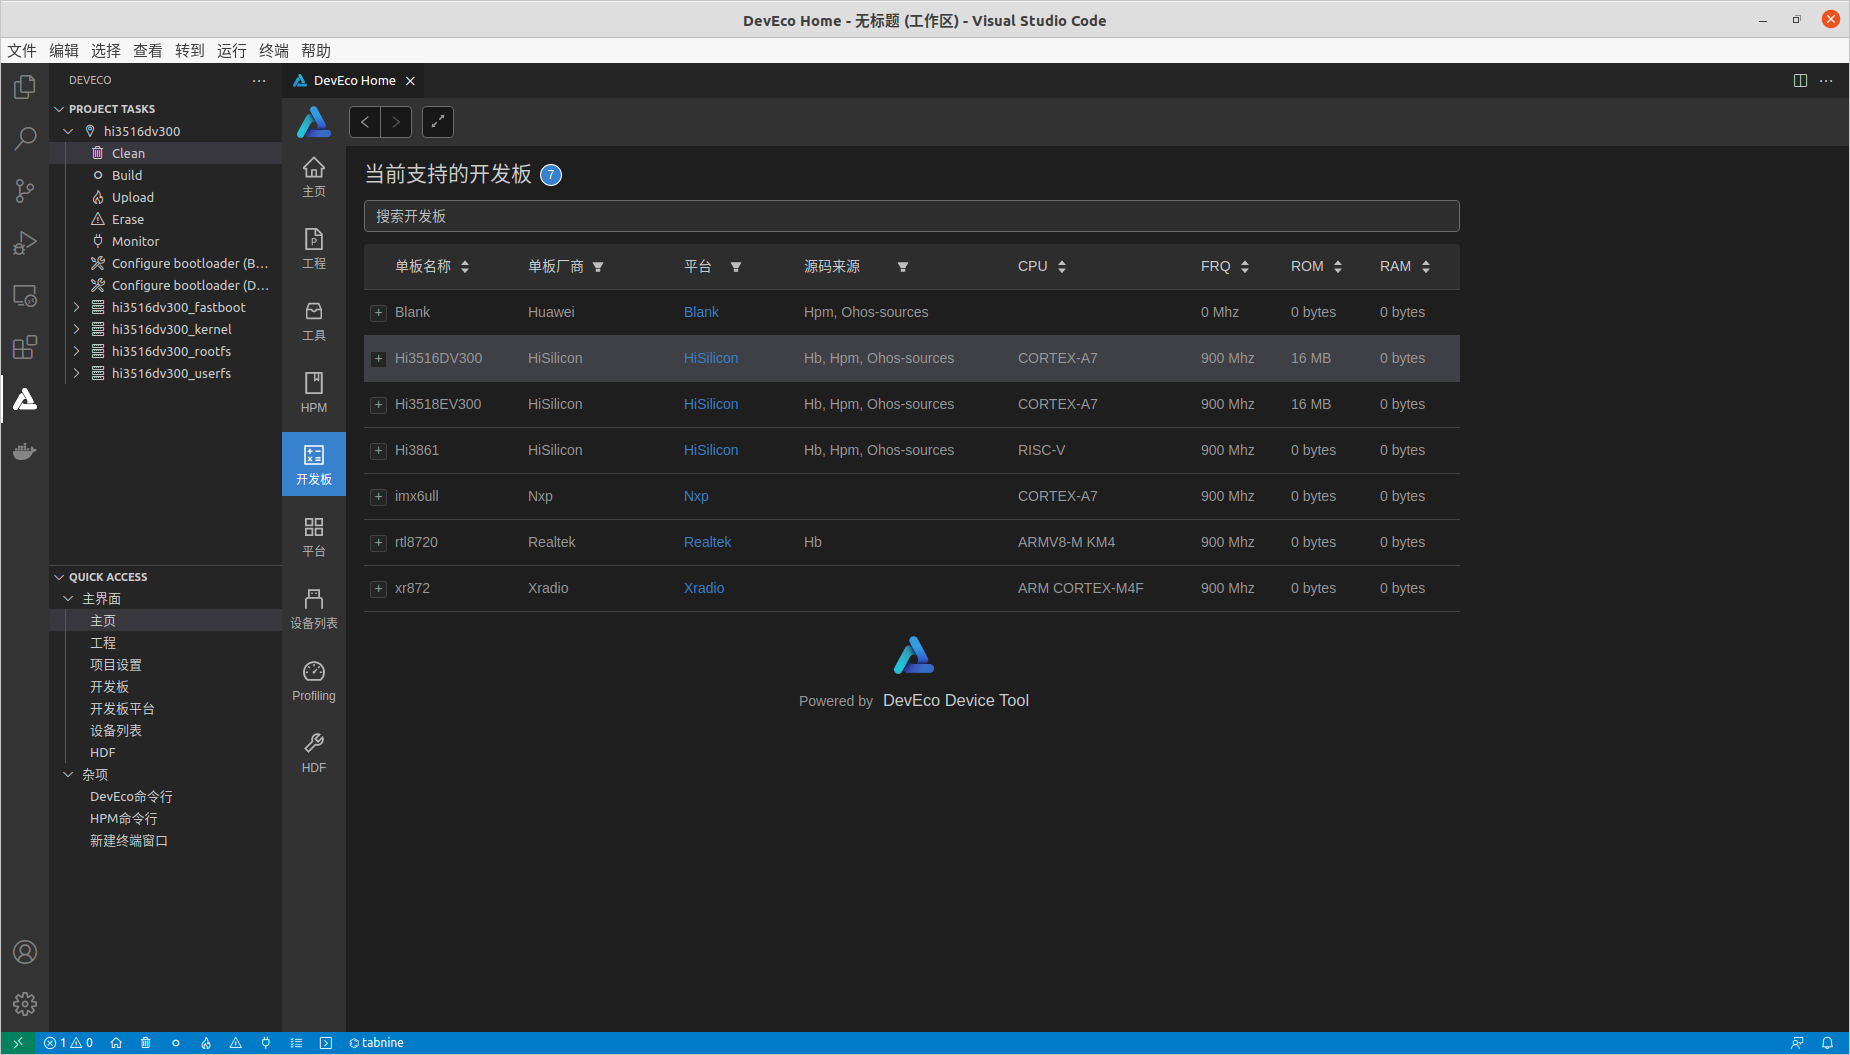 DevEco Home - 无标题 (工作区) - Visual Studio Code
文件 编辑 选择 查看 转到 运行 终端 帮助
DEVECO
PROJECT TASKS
hi3516dv300
Clean
Build
Upload
Erase
Monitor
Configure bootloader (B...
Configure bootloader (D...
hi3516dv300_fastboot
hi3516dv300_kernel
hi3516dv300_rootfs
hi3516dv300_userfs
QUICK ACCESS
主界面
主页
工程
项目设置
开发板
开发板平台
设备列表
HDF
杂项
DevEco命令行
HPM命令行
新建终端窗口
DevEco Home
主页
工程
工具
HPM
开发板
平台
设备列表
Profiling
HDF
当前支持的开发板 7
搜索开发板
单板名称 单板厂商 平台 源码来源 CPU FRQ ROM RAM
Blank Huawei Blank Hpm, Ohos-sources 0 Mhz 0 bytes 0 bytes
Hi3516DV300 HiSilicon HiSilicon Hb, Hpm, Ohos-sources CORTEX-A7 900 Mhz 16 MB 0 bytes
Hi3518EV300 HiSilicon HiSilicon Hb, Hpm, Ohos-sources CORTEX-A7 900 Mhz 16 MB 0 bytes
Hi3861 HiSilicon HiSilicon Hb, Hpm, Ohos-sources RISC-V 900 Mhz 0 bytes 0 bytes
imx6ull Nxp Nxp CORTEX-A7 900 Mhz 0 bytes 0 bytes
rtl8720 Realtek Realtek Hb ARMV8-M KM4 900 Mhz 0 bytes 0 bytes
xr872 Xradio Xradio ARM CORTEX-M4F 900 Mhz 0 bytes 0 bytes
Powered by DevEco Device Tool
1 0 tabnine